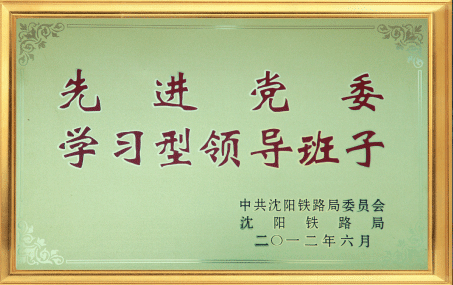 先进党委
学习型领导班子
中共沈阳铁路局委员会
沈阳铁路局
二〇一二年六月